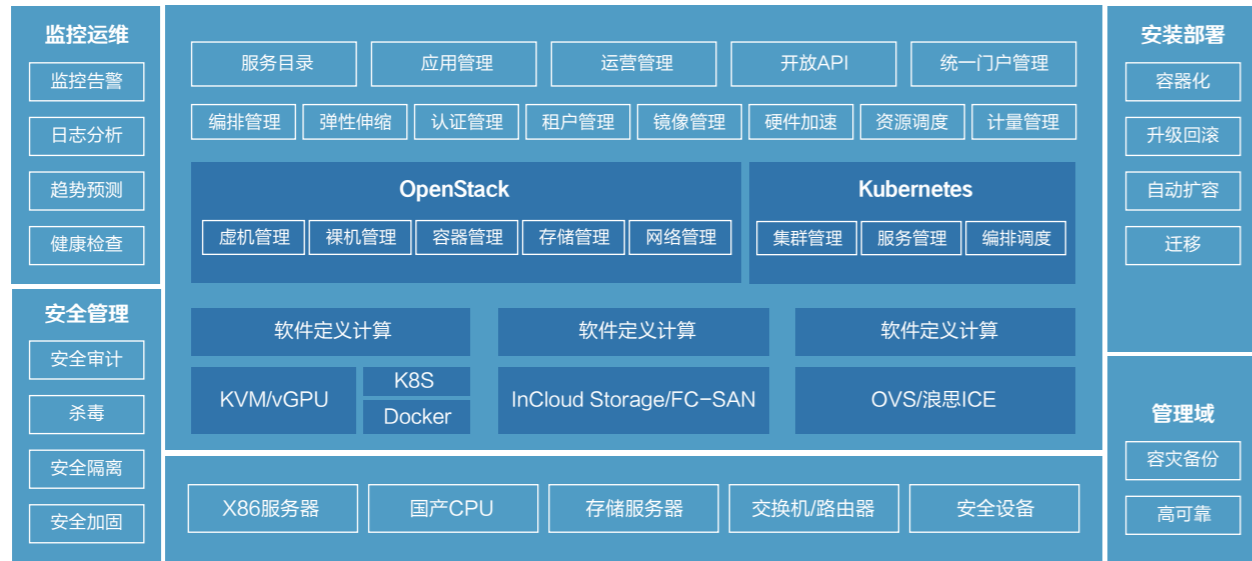 监控运维
监控告警
日志分析
趋势预测
健康检查
安全管理
安全审计
杀毒
安全隔离
安全加固
服务目录 应用管理 运营管理 开放API 统一门户管理
编排管理 弹性伸缩 认证管理 租户管理 镜像管理 硬件加速 资源调度 计量管理
OpenStack
虚机管理 裸机管理 容器管理 存储管理 网络管理
Kubernetes
集群管理 服务管理 编排调度
软件定义计算 软件定义计算 软件定义计算
KVM/vGPU
K8S
Docker
InCloud Storage/FC-SAN
OVS/浪思ICE
X86服务器 国产CPU 存储服务器 交换机/路由器 安全设备
安装部署
容器化
升级回滚
自动扩容
迁移
管理域
容灾备份
高可靠